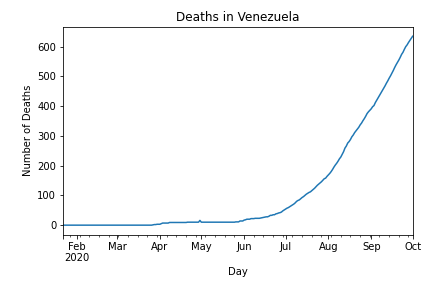 Deaths in Venezuela
Number of Deaths
600
500
400
300
200
100
0
Feb Mar Apr May Jun Jul Aug Sep Oct
2020
Day